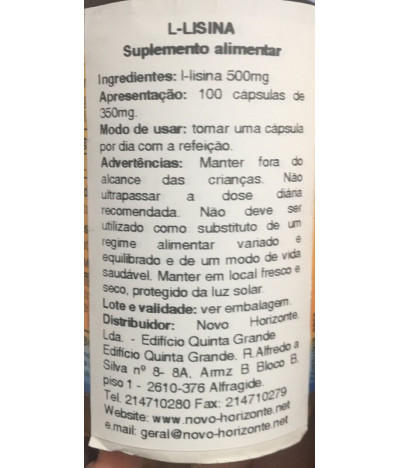 L-LISINA
Suplemento alimentar
Ingredientes: l-lisina 500mg
Apresentação: 100 cápsulas de
350mg.
Modo de usar: tomar uma cápsula
por dia com a refeição.
Advertências: Manter fora do
alcance das crianças. Não
ultrapassar a dose diária
recomendada. Não deve ser
utilizado como substituto de um
regime alimentar variado e
equilibrado e de um modo de vida
saudável. Manter em local fresco e
seco, protegido da luz solar.
Lote e validade: ver embalagem.
Distribuidor: Novo Horizonte,
Lda. - Edifício Quinta Grande
Edifício Quinta Grande. R.Alfredo a
Silva nº 8- 8A, Armz B Bloco B,
piso 1 - 2610-376 Alfragide.
Tel. 214710280 Fax: 214710279
Website: www.novo-horizonte.net
e.mail: geral@novo-horizonte.net